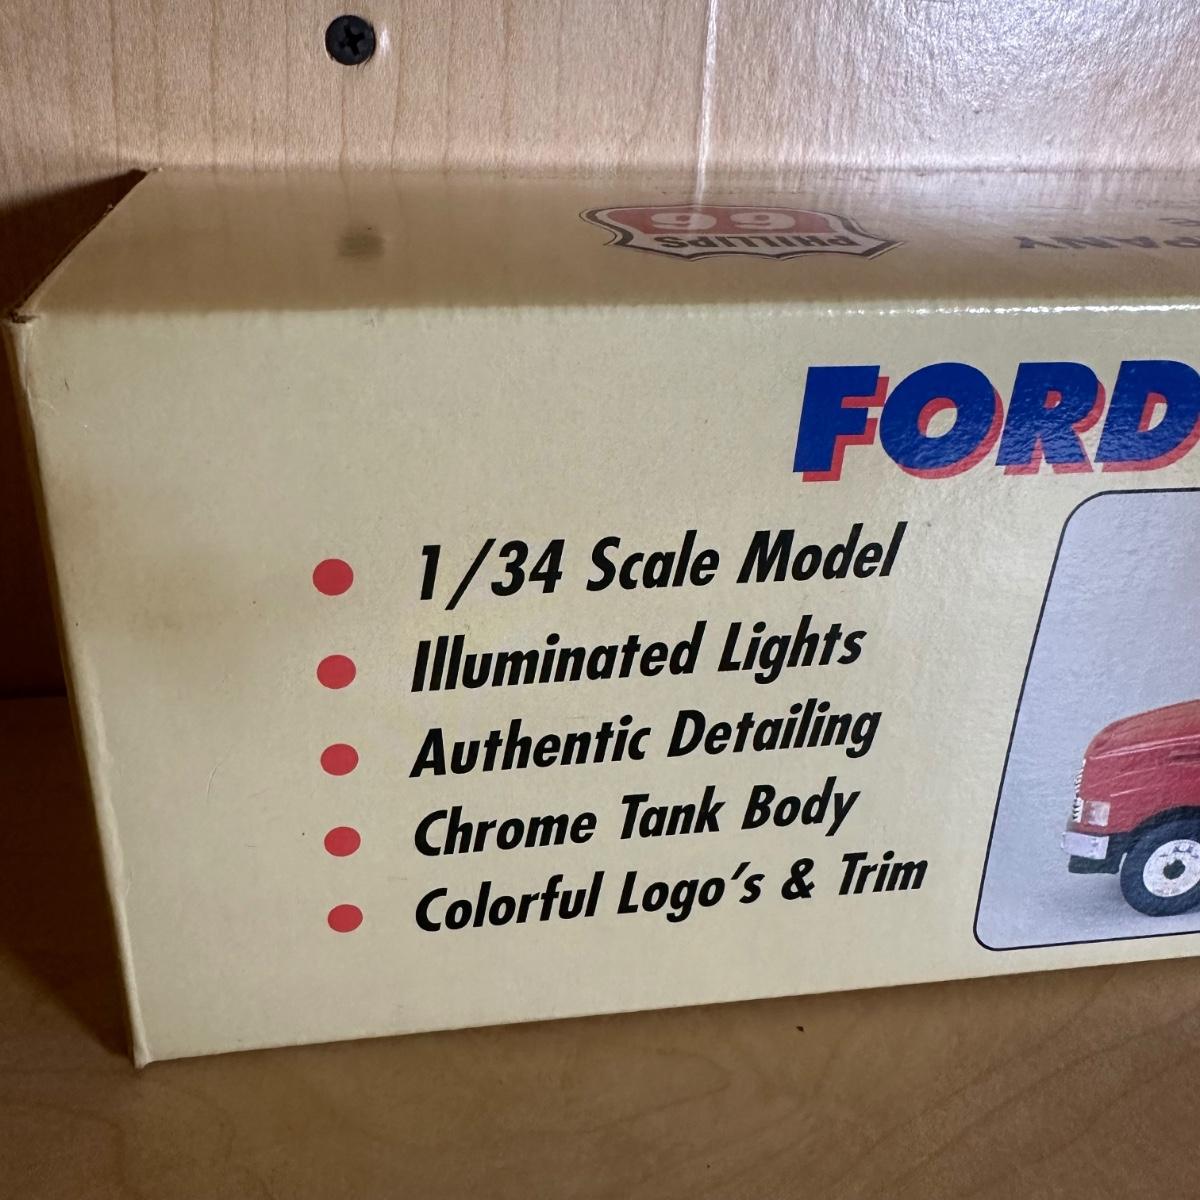 PHILLIPS
66
FORD
1/34 Scale Model
Illuminated Lights
Authentic Detailing
Chrome Tank Body
Colorful Logo's & Trim